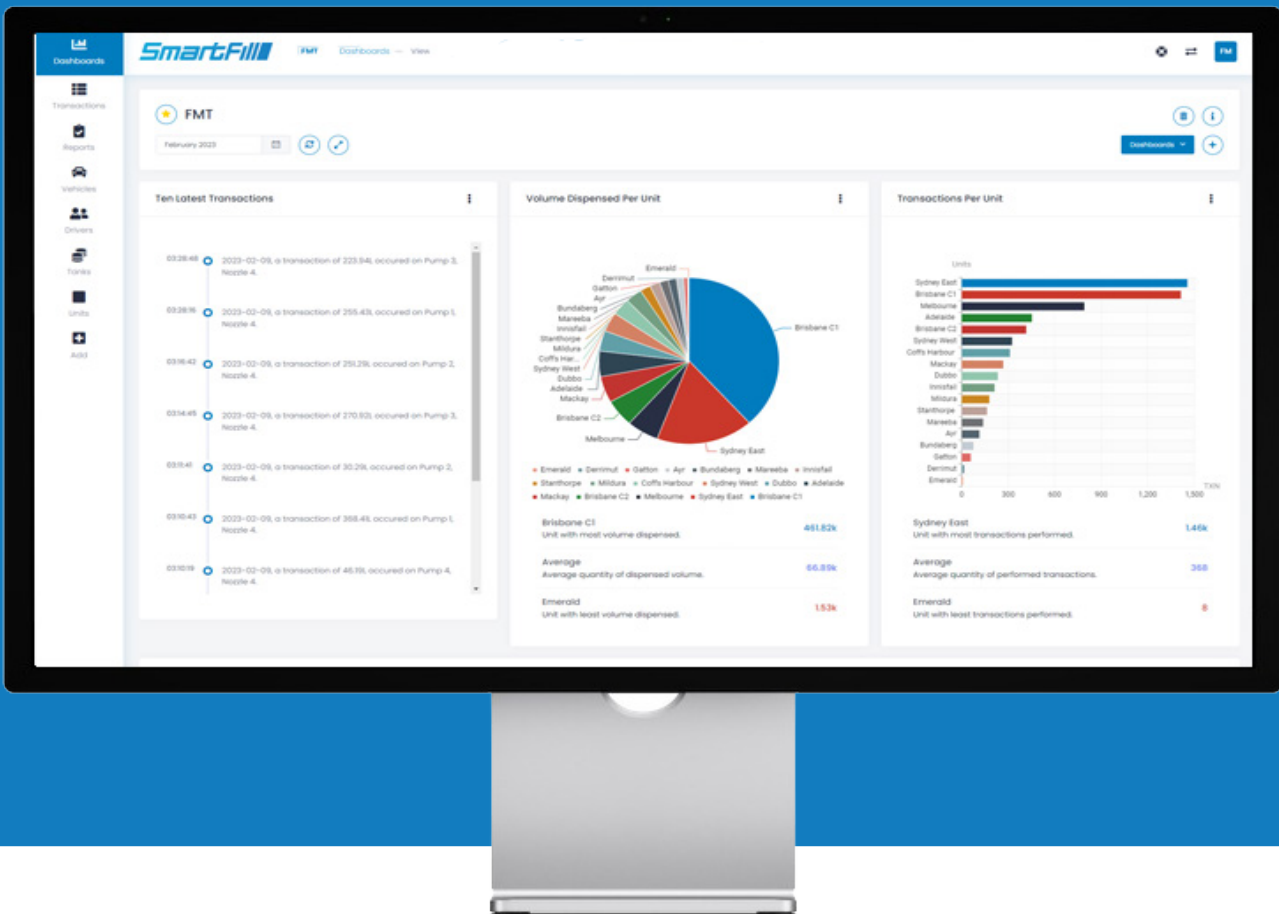 Dashboards
SmartFill
FMT Dashboards — View
FM
Transactions
Reports
Vehicles
Drivers
Tanks
Units
Add
FMT
February 2023
Dashboards
Ten Latest Transactions
03:28:48 2023-02-09, a transaction of 223.94L occured on Pump 3,
Nozzle 4.
03:28:16 2023-02-09, a transaction of 255.43L occured on Pump 1,
Nozzle 4.
03:16:42 2023-02-09, a transaction of 251.29L occured on Pump 2,
Nozzle 4.
03:14:45 2023-02-09, a transaction of 270.92L occured on Pump 3,
Nozzle 4.
03:11:41 2023-02-09, a transaction of 30.29L occured on Pump 2,
Nozzle 4.
03:10:43 2023-02-09, a transaction of 368.41L occured on Pump 1,
Nozzle 4.
03:10:19 2023-02-09, a transaction of 46.19L occured on Pump 4,
Nozzle 4.
Volume Dispensed Per Unit
Emerald
Derrimut
Gatton
Ayr
Bundaberg
Mareeba
Innisfail
Stanthorpe
Mildura
Coffs Har...
Sydney West
Dubbo
Adelaide
Mackay
Brisbane C2
Melbourne
Sydney East
Brisbane C1
Emerald Derrimut Gatton Ayr Bundaberg Mareeba Innisfail
Stanthorpe Mildura Coffs Harbour Sydney West Dubbo Adelaide
Mackay Brisbane C2 Melbourne Sydney East Brisbane C1
Brisbane C1
Unit with most volume dispensed.
461.82k
Average
Average quantity of dispensed volume.
66.89k
Emerald
Unit with least volume dispensed.
1.53k
Transactions Per Unit
Units
Sydney East
Brisbane C1
Melbourne
Adelaide
Brisbane C2
Sydney West
Coffs Harbour
Mackay
Dubbo
Innisfail
Mildura
Stanthorpe
Mareeba
Ayr
Bundaberg
Gatton
Derrimut
Emerald
0 300 600 900 1,200 1,500
TXN
Sydney East
Unit with most transactions performed.
1.46k
Average
Average quantity of performed transactions.
368
Emerald
Unit with least transactions performed.
8